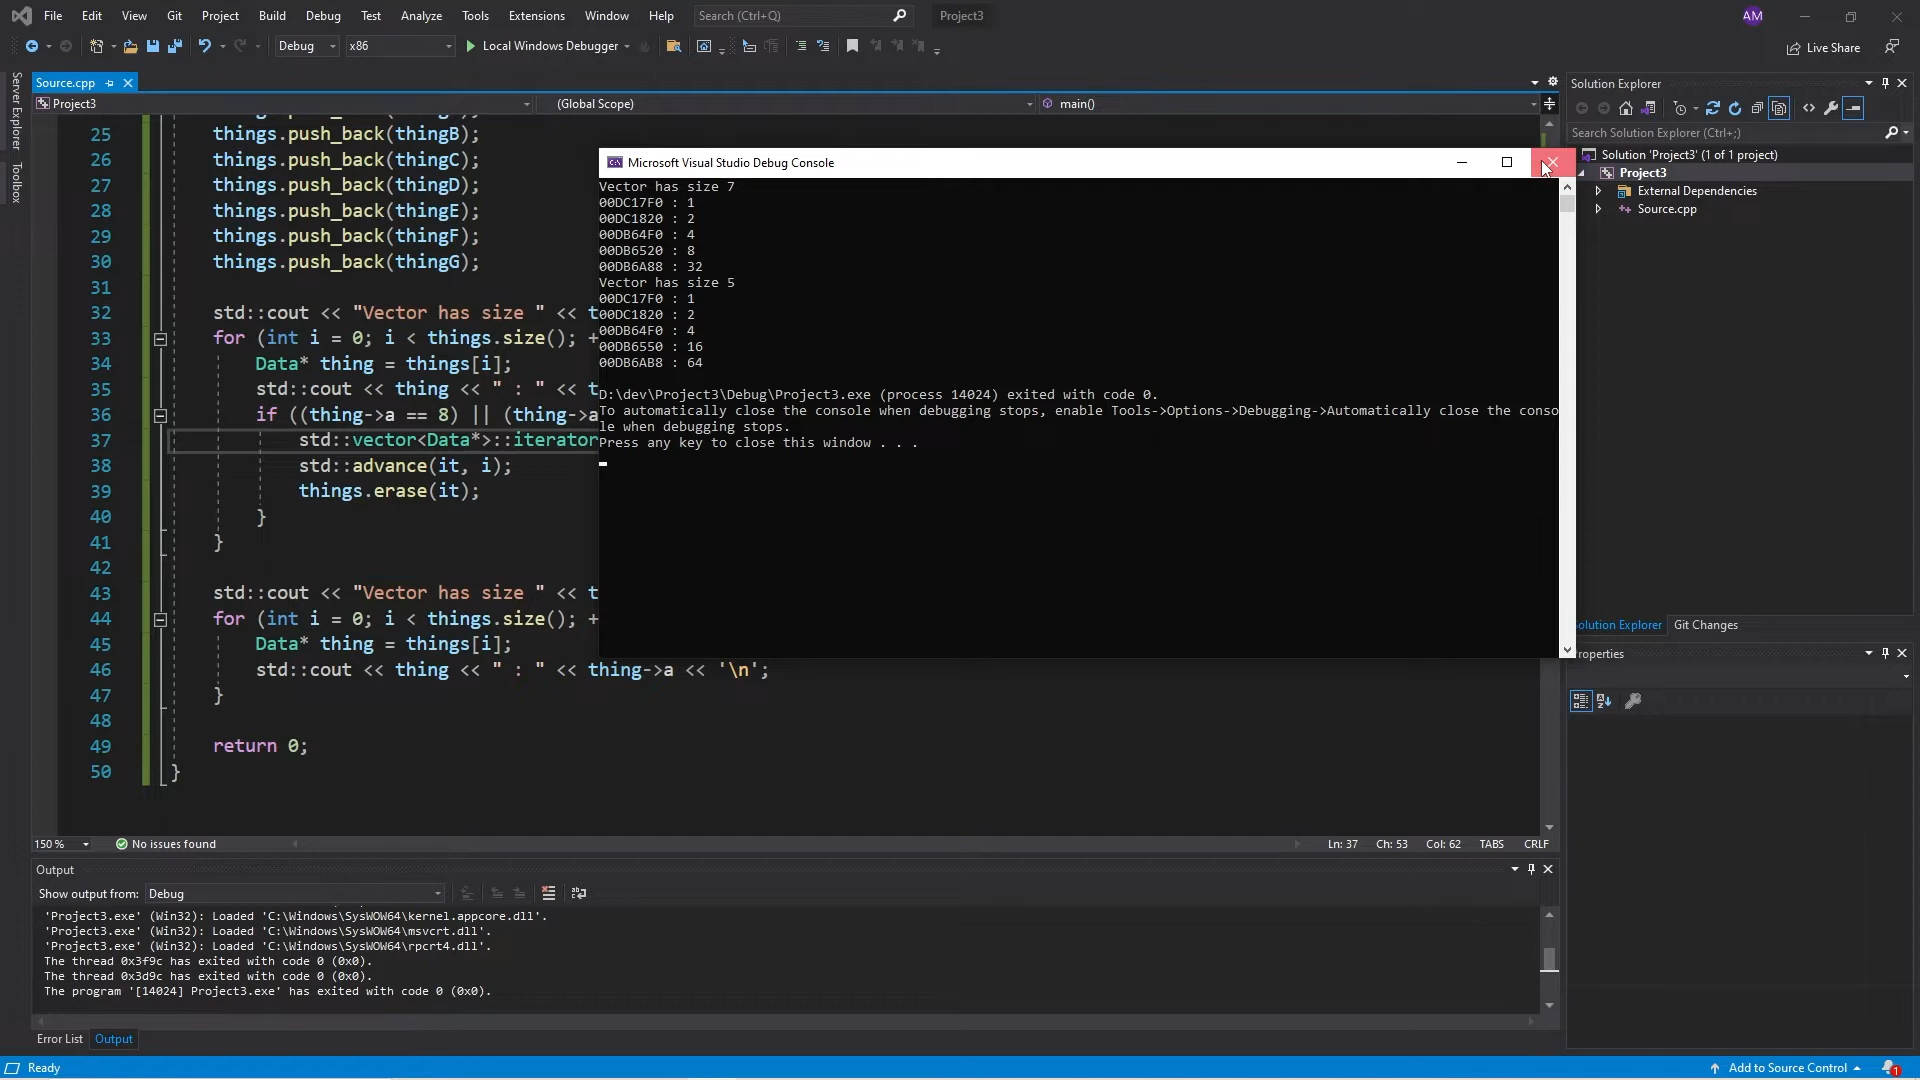 File Edit View Git Project Build Debug Test Analyze Tools Extensions Window Help Search (Ctrl+Q) Project3 AM
Debug x86 Local Windows Debugger Live Share
Server Explorer
Toolbox
Source.cpp
Project3 (Global Scope) main()
25 things.push_back(thingB);
26 things.push_back(thingC);
27 things.push_back(thingD);
28 things.push_back(thingE);
29 things.push_back(thingF);
30 things.push_back(thingG);
31
32 std::cout << "Vector has size " << t
33 for (int i = 0; i < things.size(); +
34 Data* thing = things[i];
35 std::cout << thing << " : " << t
36 if ((thing->a == 8) || (thing->a
37 std::vector<Data*>::iterator
38 std::advance(it, i);
39 things.erase(it);
40 }
41 }
42
43 std::cout << "Vector has size " << t
44 for (int i = 0; i < things.size(); +
45 Data* thing = things[i];
46 std::cout << thing << " : " << thing->a << '\n';
47 }
48
49 return 0;
50 }
Microsoft Visual Studio Debug Console
Vector has size 7
00DC17F0 : 1
00DC1820 : 2
00DB64F0 : 4
00DB6520 : 8
00DB6A88 : 32
Vector has size 5
00DC17F0 : 1
00DC1820 : 2
00DB64F0 : 4
00DB6550 : 16
00DB6AB8 : 64
D:\dev\Project3\Debug\Project3.exe (process 14024) exited with code 0.
To automatically close the console when debugging stops, enable Tools->Options->Debugging->Automatically close the conso
le when debugging stops.
Press any key to close this window . . .
Solution Explorer
Search Solution Explorer (Ctrl+;)
Solution 'Project3' (1 of 1 project)
Project3
External Dependencies
Source.cpp
olution Explorer Git Changes
roperties
150 % No issues found Ln: 37 Ch: 53 Col: 62 TABS CRLF
Output
Show output from: Debug
'Project3.exe' (Win32): Loaded 'C:\Windows\SysWOW64\kernel.appcore.dll'.
'Project3.exe' (Win32): Loaded 'C:\Windows\SysWOW64\msvcrt.dll'.
'Project3.exe' (Win32): Loaded 'C:\Windows\SysWOW64\rpcrt4.dll'.
The thread 0x3f9c has exited with code 0 (0x0).
The thread 0x3d9c has exited with code 0 (0x0).
The program '[14024] Project3.exe' has exited with code 0 (0x0).
Error List Output
Ready Add to Source Control 1